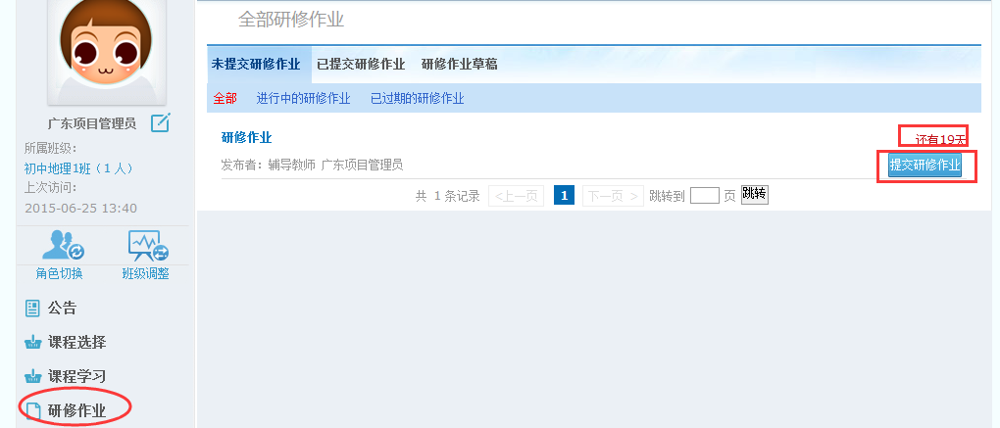 广东项目管理员
所属班级：
初中地理1班（1 人）
上次访问：
2015-06-25 13:40
角色切换
班级调整
公告
课程选择
课程学习
研修作业
全部研修作业
未提交研修作业 已提交研修作业 研修作业草稿
全部 进行中的研修作业 已过期的研修作业
研修作业
还有19天
发布者：辅导教师 广东项目管理员
提交研修作业
共 1 条记录 <上一页 1 下一页 > 跳转到 页 跳转